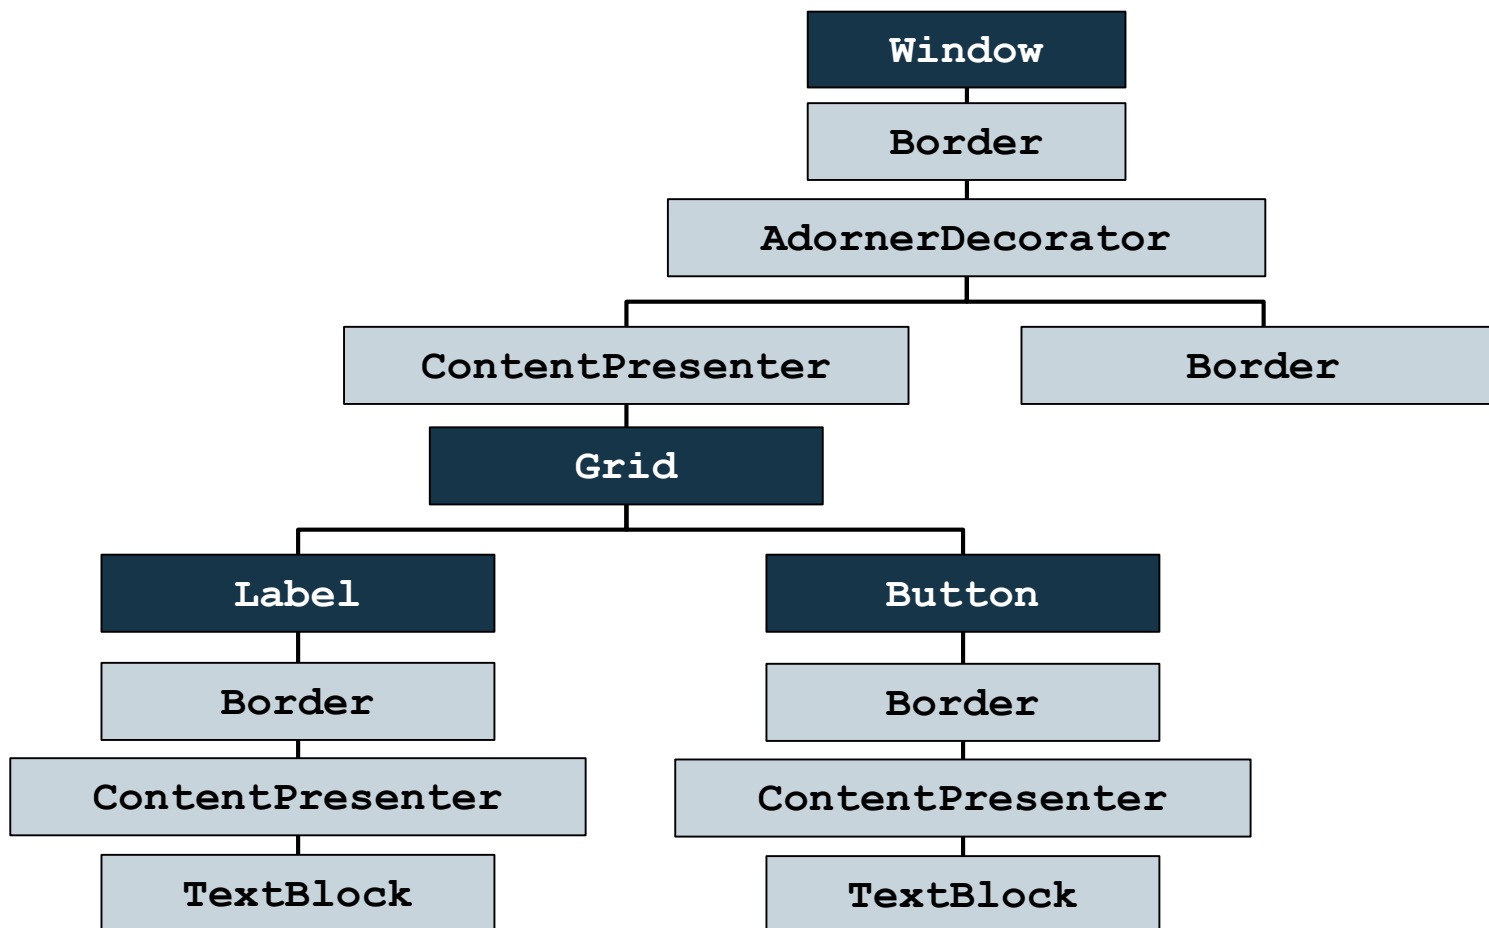 Window
Border
AdornerDecorator
ContentPresenter
Border
Grid
Label
Button
Border
Border
ContentPresenter
ContentPresenter
TextBlock
TextBlock